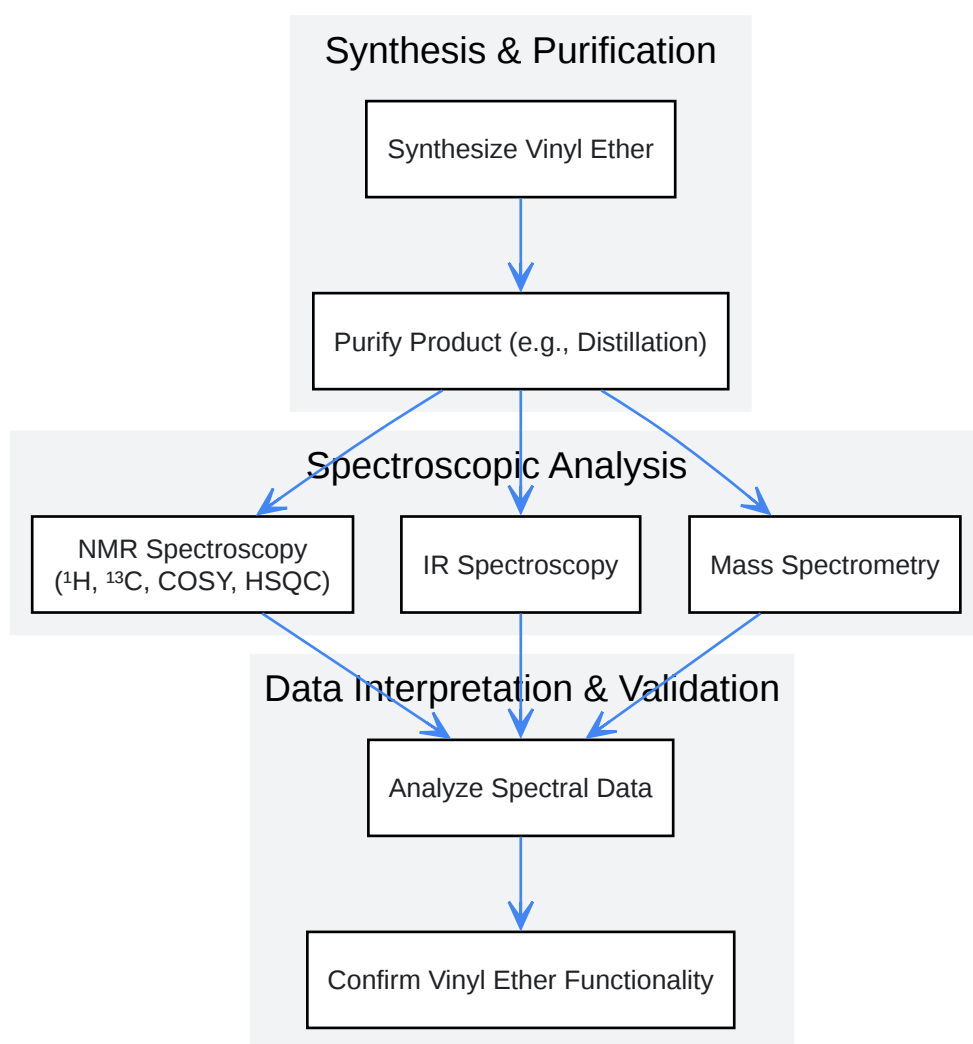 Synthesis & Purification
Synthesize Vinyl Ether
Purify Product (e.g., Distillation)
Spectroscopic Analysis
NMR Spectroscopy
(¹H, ¹³C, COSY, HSQC)
IR Spectroscopy
Mass Spectrometry
Data Interpretation & Validation
Analyze Spectral Data
Confirm Vinyl Ether Functionality